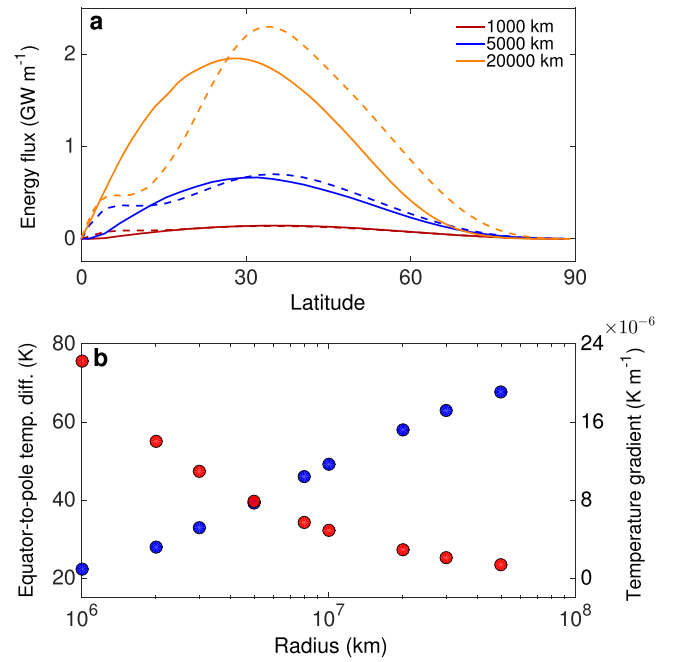 a
1000 km
5000 km
20000 km
Energy flux (GW m⁻¹)
2
1
0
0 30 60 90
Latitude
×10⁻⁶
b
Equator-to-pole temp. diff. (K)
80
60
40
20
24
16
8
0
Temperature gradient (K m⁻¹)
10⁶ 10⁷ 10⁸
Radius (km)